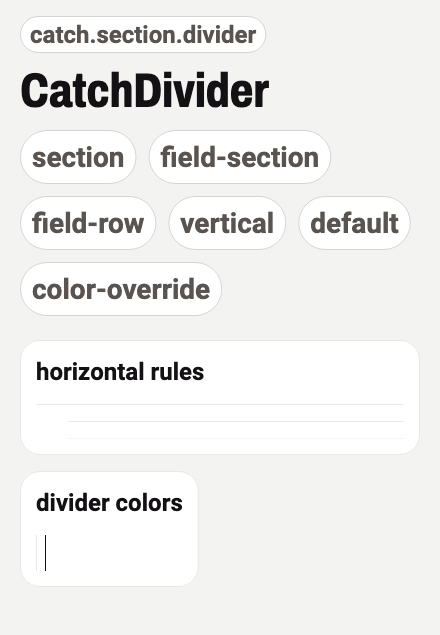 catch.section.divider
CatchDivider
section field-section
field-row vertical default
color-override
horizontal rules
divider colors